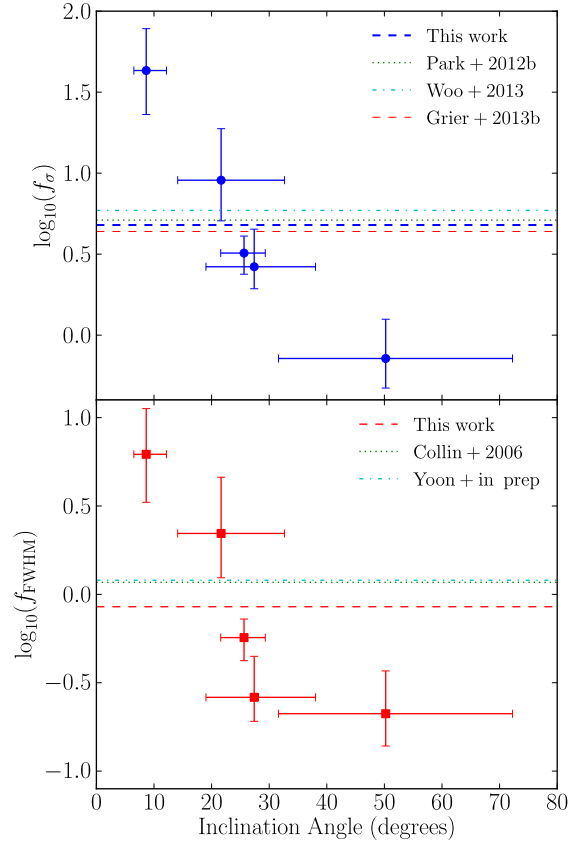 2.0
1.5
1.0
0.5
0.0
log₁₀(f_σ)
This work
Park + 2012b
Woo + 2013
Grier + 2013b
1.0
0.5
0.0
−0.5
−1.0
log₁₀(f_FWHM)
This work
Collin + 2006
Yoon + in prep
0 10 20 30 40 50 60 70 80
Inclination Angle (degrees)